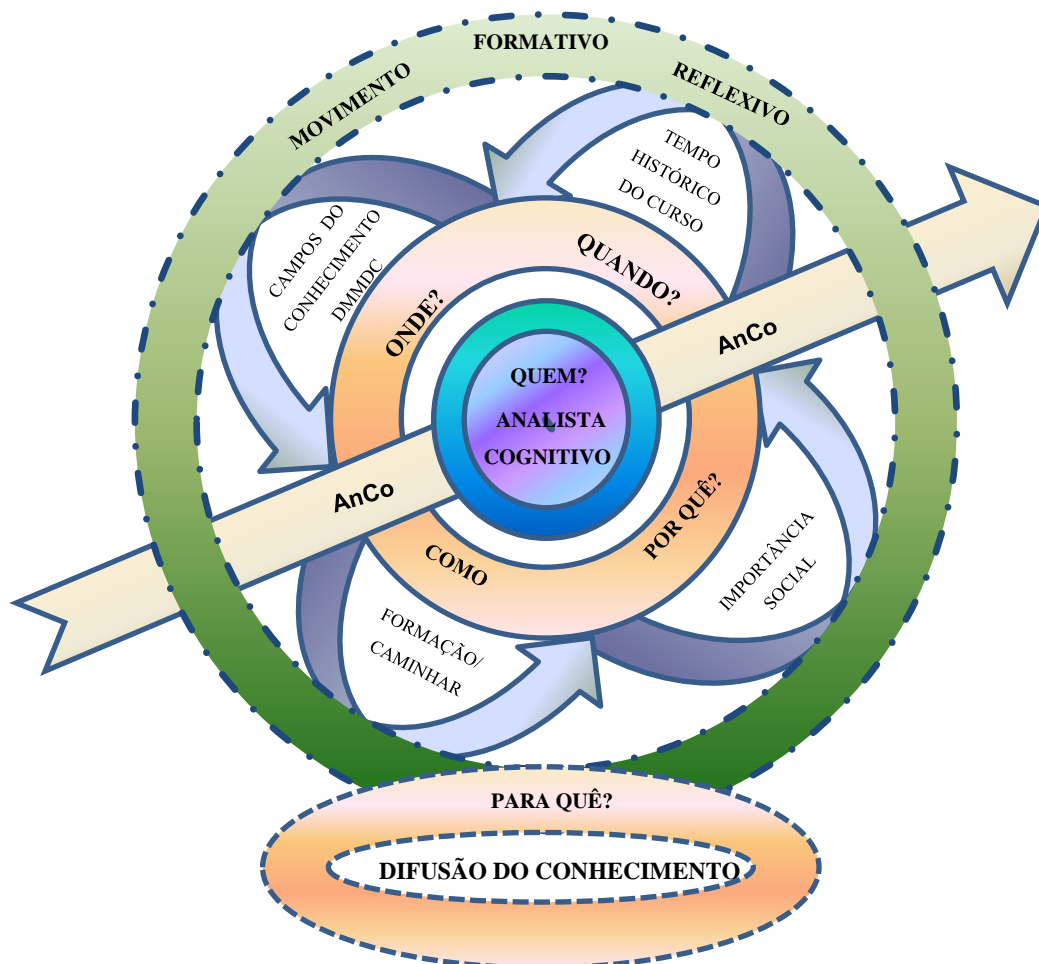 MOVIMENTO FORMATIVO REFLEXIVO
TEMPO
HISTÓRICO
DO CURSO
CAMPOS DO
CONHECIMENTO
DMMDC
QUANDO?
ONDE?
AnCo
QUEM?
ANALISTA
COGNITIVO
AnCo
POR QUÊ?
COMO
IMPORTÂNCIA
SOCIAL
FORMAÇÃO/
CAMINHAR
PARA QUÊ?
DIFUSÃO DO CONHECIMENTO